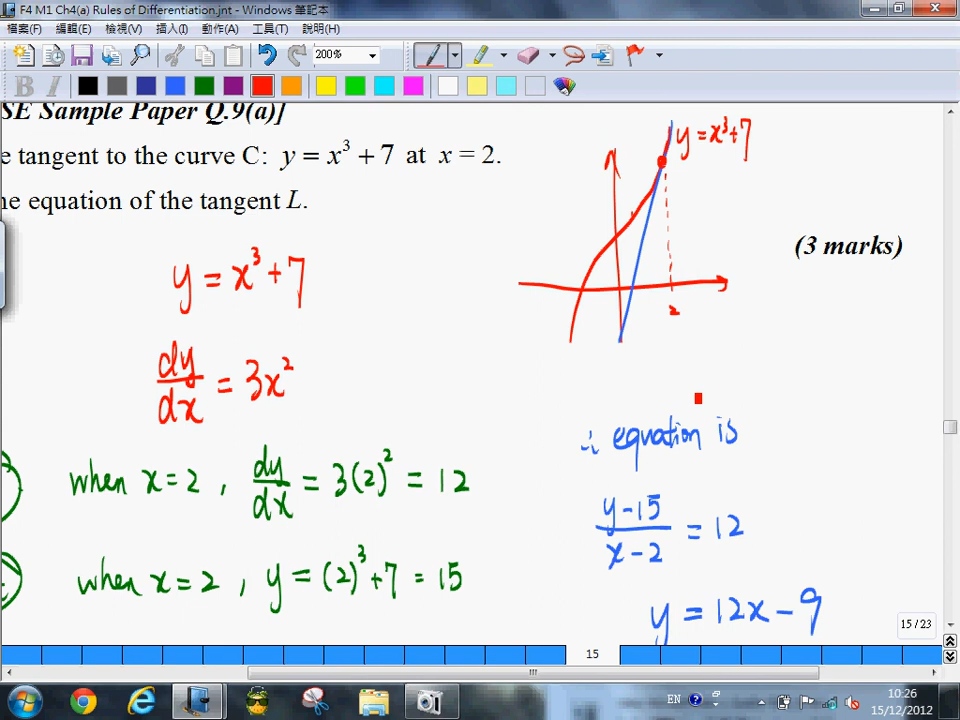 F4 M1 Ch4(a) Rules of Differentiation.jnt - Windows 筆記本
檔案(F) 編輯(E) 檢視(V) 插入(I) 動作(A) 工具(T) 說明(H)
200%
B I
SE Sample Paper Q.9(a)]
e tangent to the curve C: y = x³ + 7 at x = 2.
ne equation of the tangent L.
y = x³+7
(3 marks)
2
y = x³+7
dy/dx = 3x²
∴ equation is
when x=2 , dy/dx = 3(2)² = 12
(y-15)/(x-2) = 12
when x=2 , y = (2)³+7 = 15
y = 12x - 9
15 / 23
15
EN
10:26
15/12/2012